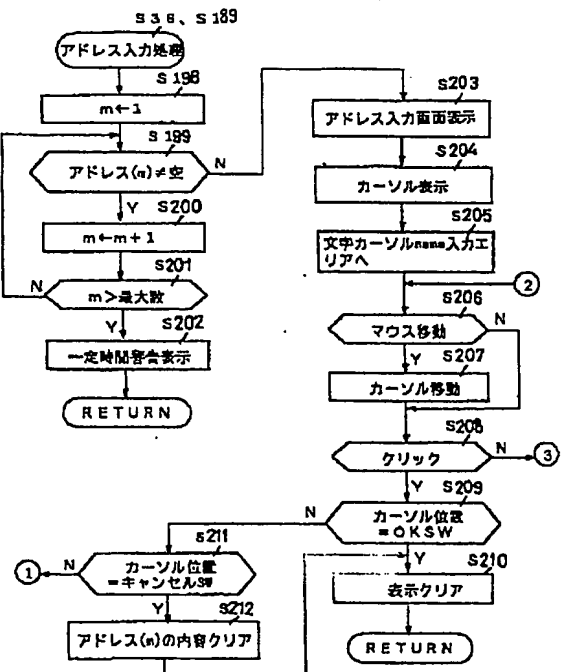 S36、S189
アドレス入力処理
S198
m←1
S199
アドレス(m)≠空
N
Y
S200
m←m+1
S201
N
m>最大数
Y
S202
一定時間警告表示
RETURN
S203
アドレス入力画面表示
S204
カーソル表示
S205
文字カーソルname入力エ
リアへ
②
S206
マウス移動
N
Y
S207
カーソル移動
S208
クリック
N
③
Y
S209
カーソル位置
=OKSW
N
Y
S210
表示クリア
RETURN
S211
カーソル位置
=キャンセルSW
N
①
Y
S212
アドレス(m)の内容クリア